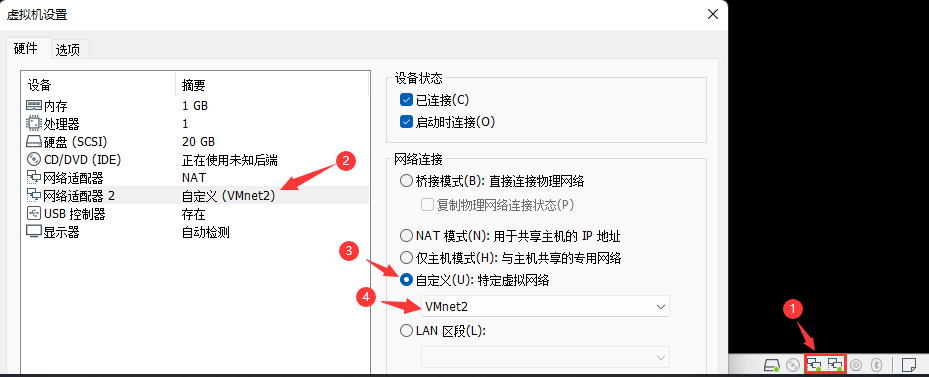 虚拟机设置
硬件 选项
设备 摘要
内存 1 GB
处理器 1
硬盘 (SCSI) 20 GB
CD/DVD (IDE) 正在使用未知后端
网络适配器 NAT
网络适配器 2 自定义 (VMnet2)
USB 控制器 存在
显示器 自动检测
2
设备状态
已连接(C)
启动时连接(O)
网络连接
桥接模式(B): 直接连接物理网络
复制物理网络连接状态(P)
NAT 模式(N): 用于共享主机的 IP 地址
仅主机模式(H): 与主机共享的专用网络
3
自定义(U): 特定虚拟网络
4
VMnet2
LAN 区段(L):
1